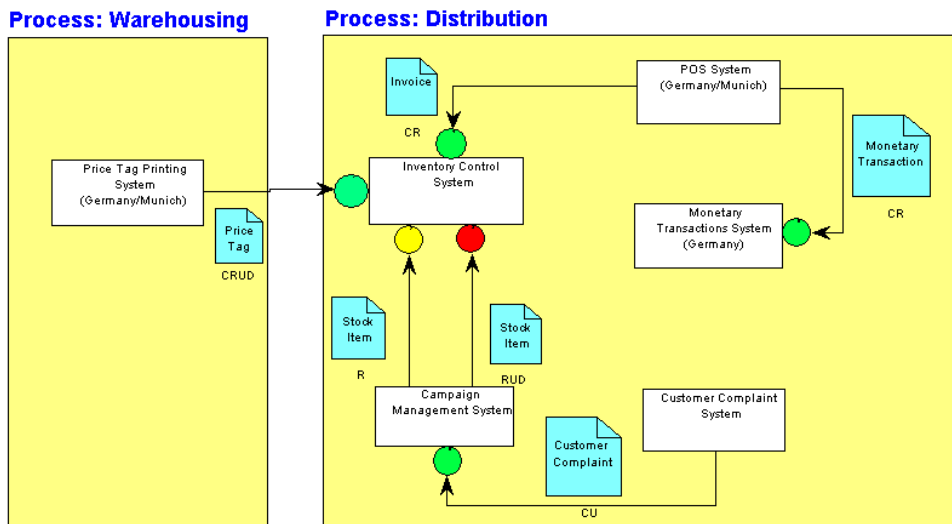 Process: Warehousing
Process: Distribution
Price Tag Printing
System
(Germany/Munich)
Price
Tag
CRUD
Invoice
CR
POS System
(Germany/Munich)
Monetary
Transaction
CR
Inventory Control
System
Monetary
Transactions System
(Germany)
Stock
Item
R
Stock
Item
RUD
Campaign
Management System
Customer Complaint
System
Customer
Complaint
CU